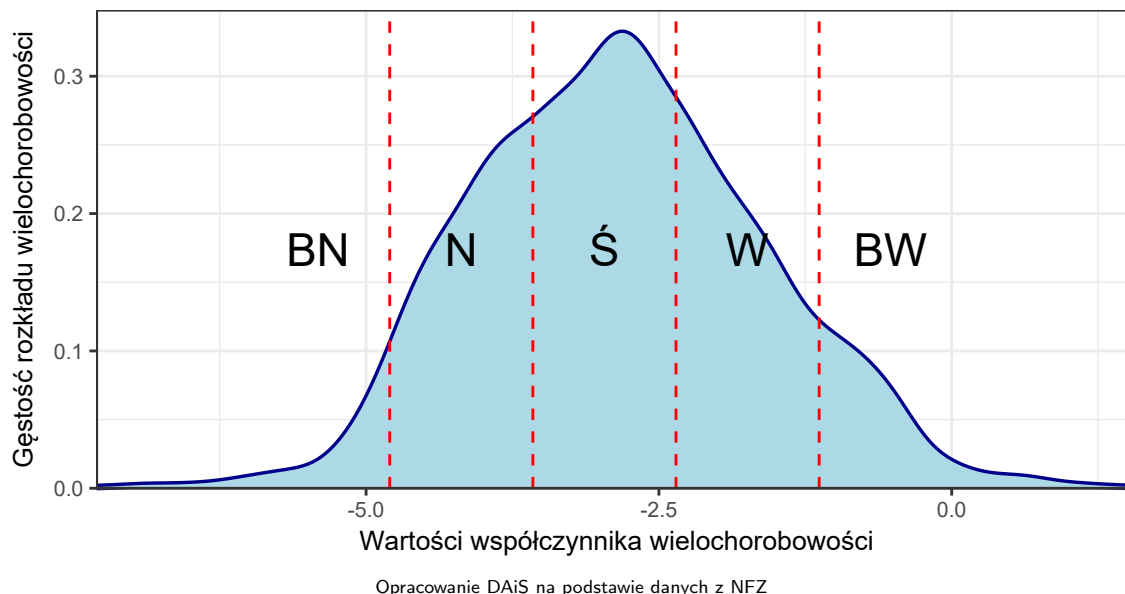 Gęstość rozkładu wielochorobowości
0.3
0.2
0.1
0.0
BN N Ś W BW
-5.0 -2.5 0.0
Wartości współczynnika wielochorobowości
Opracowanie DAiS na podstawie danych z NFZ